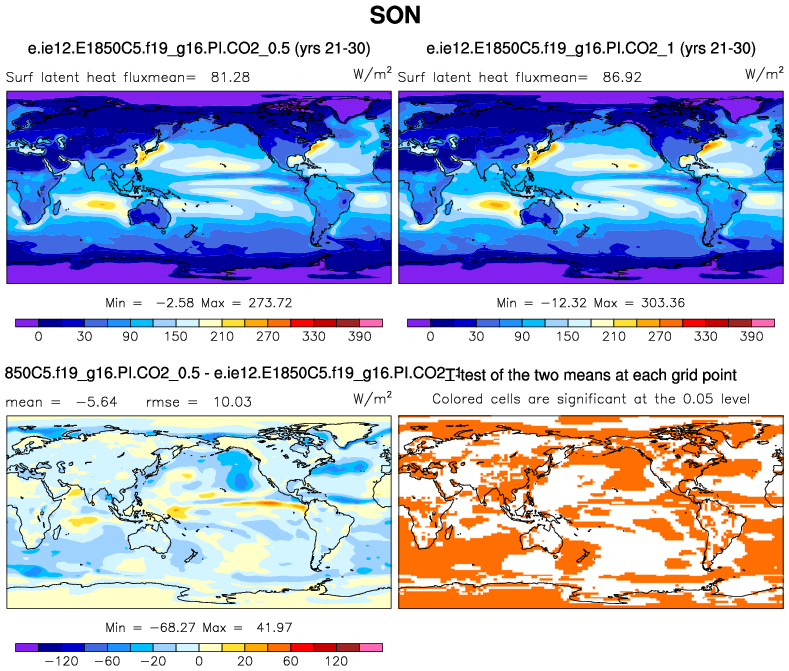 SON
e.ie12.E1850C5.f19_g16.PI.CO2_0.5 (yrs 21-30)
e.ie12.E1850C5.f19_g16.PI.CO2_1 (yrs 21-30)
Surf latent heat fluxmean= 81.28 W/m2
Surf latent heat fluxmean= 86.92 W/m2
Min = -2.58 Max = 273.72
Min = -12.32 Max = 303.36
0 30 90 150 210 270 330 390
0 30 90 150 210 270 330 390
850C5.f19_g16.PI.CO2_0.5 - e.ie12.E1850C5.f19_g16.PI.CO2_1
T-test of the two means at each grid point
mean = -5.64 rmse = 10.03 W/m2
Colored cells are significant at the 0.05 level
Min = -68.27 Max = 41.97
-120 -60 -20 0 20 60 120